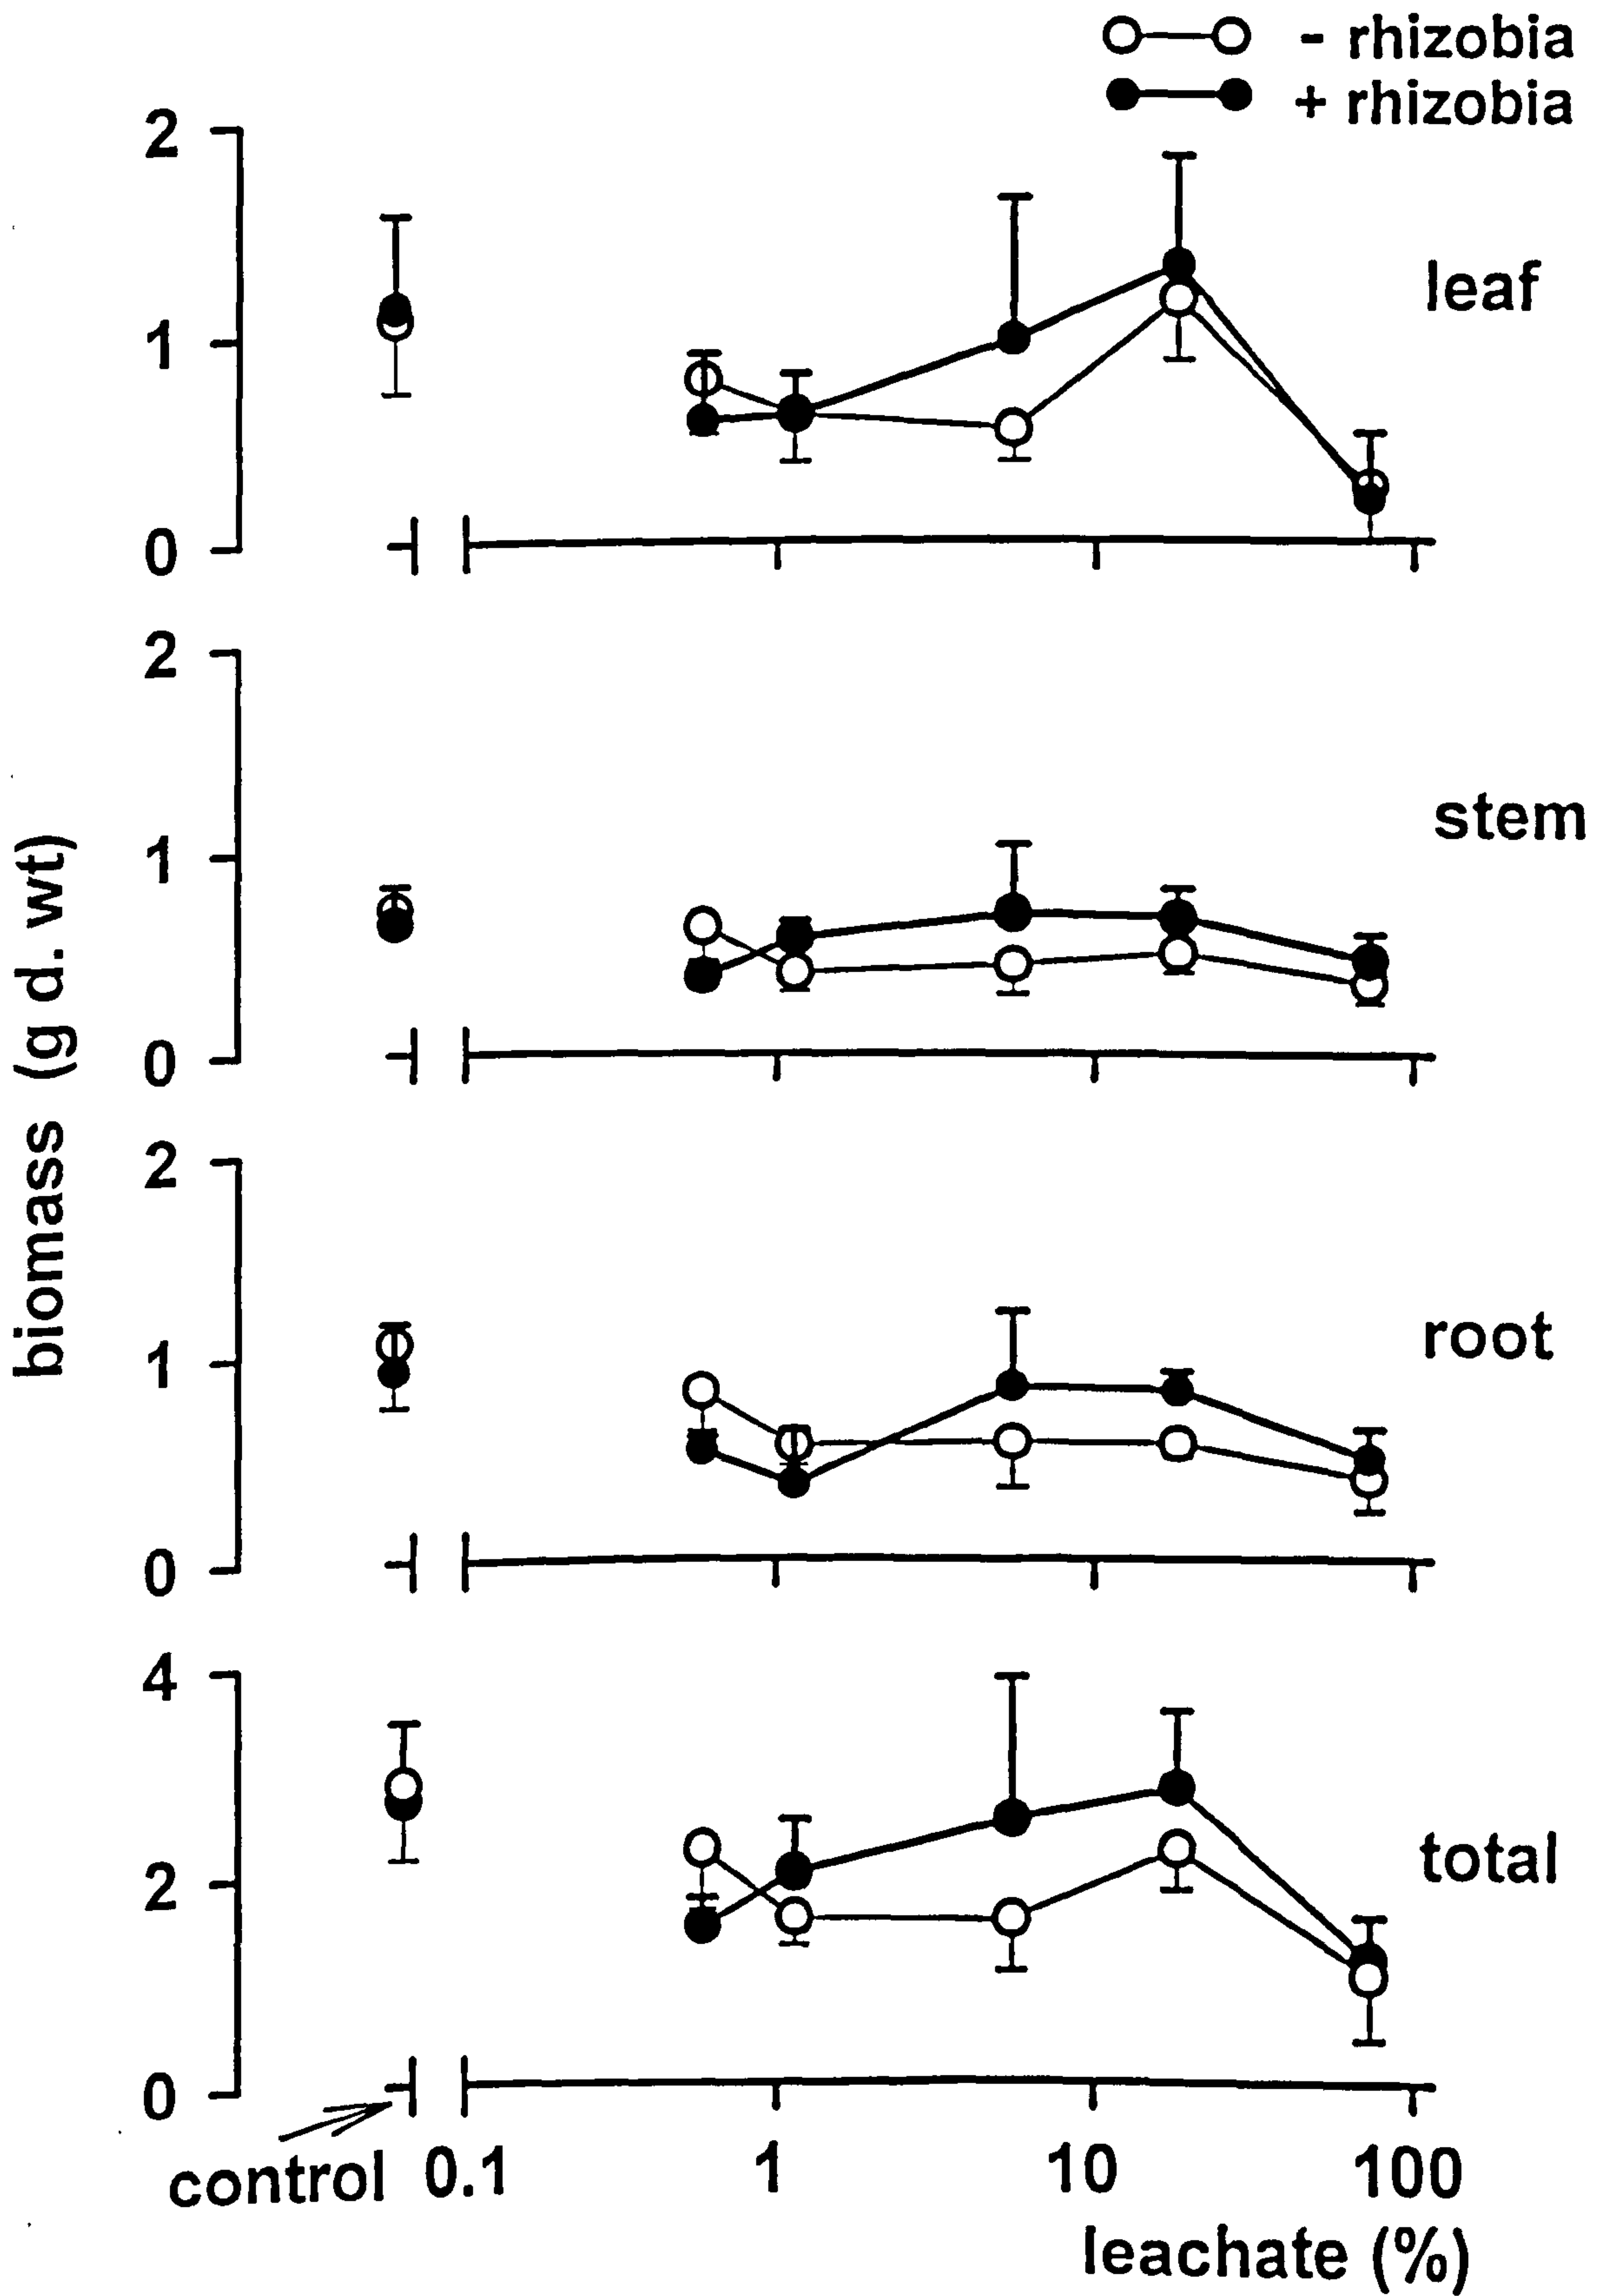 - rhizobia
+ rhizobia
2
1
0
leaf
2
1
0
stem
biomass (g d. wt)
2
1
0
root
4
2
0
total
control 0.1 1 10 100
leachate (%)